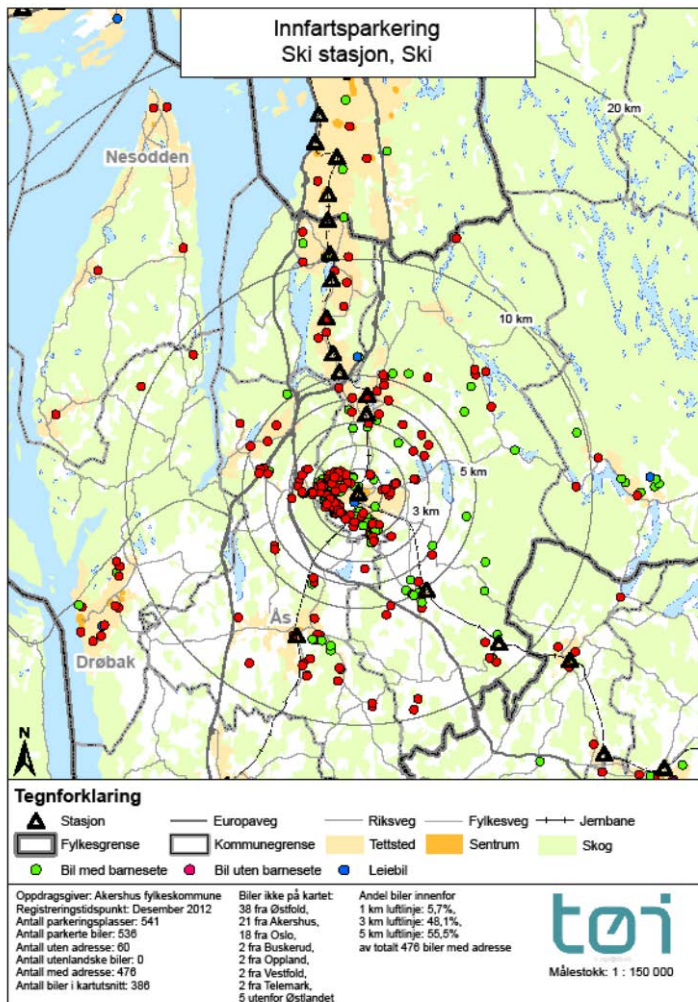 Innfartsparkering
Ski stasjon, Ski
20 km
Nesodden
10 km
5 km
3 km
Ås
Drøbak
N
Tegnforklaring
Stasjon
Europaveg
Riksveg
Fylkesveg
Jernbane
Fylkesgrense
Kommunegrense
Tettsted
Sentrum
Skog
Bil med barnesete
Bil uten barnesete
Leiebil
Oppdragsgiver: Akershus fylkeskommune
Registreringstidspunkt: Desember 2012
Antall parkeringsplasser: 541
Antall parkerte biler: 536
Antall uten adresse: 60
Antall utenlandske biler: 0
Antall med adresse: 476
Antall biler i kartutsnitt: 386
Biler ikke på kartet:
38 fra Østfold,
21 fra Akershus,
18 fra Oslo,
2 fra Buskerud,
2 fra Oppland,
2 fra Vestfold,
2 fra Telemark,
5 utenfor Østlandet
Andel biler innenfor
1 km luftlinje: 5,7%,
3 km luftlinje: 48,1%,
5 km luftlinje: 55,5%
av totalt 476 biler med adresse
tøi
Målestokk: 1 : 150 000